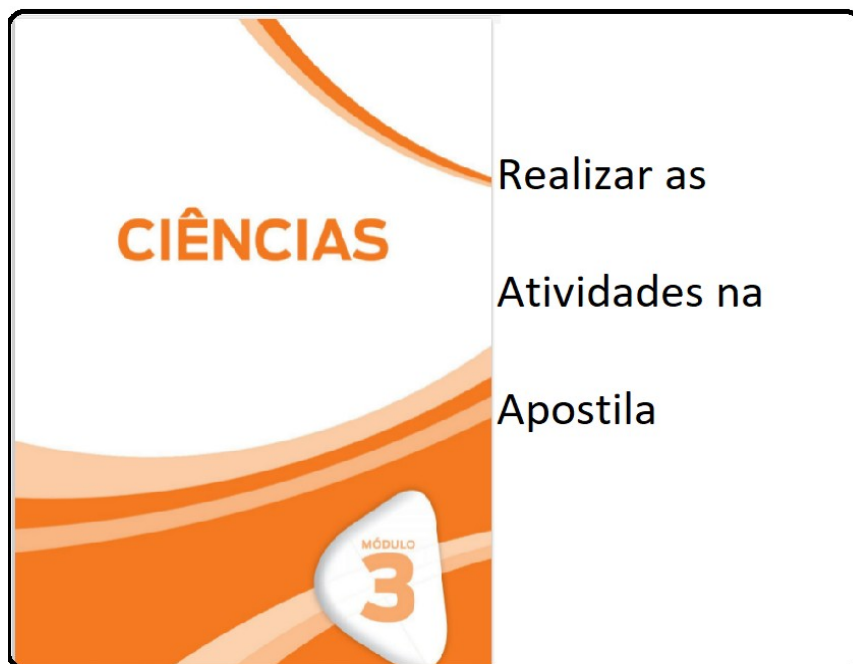 CIÊNCIAS
MÓDULO
3
Realizar as
Atividades na
Apostila